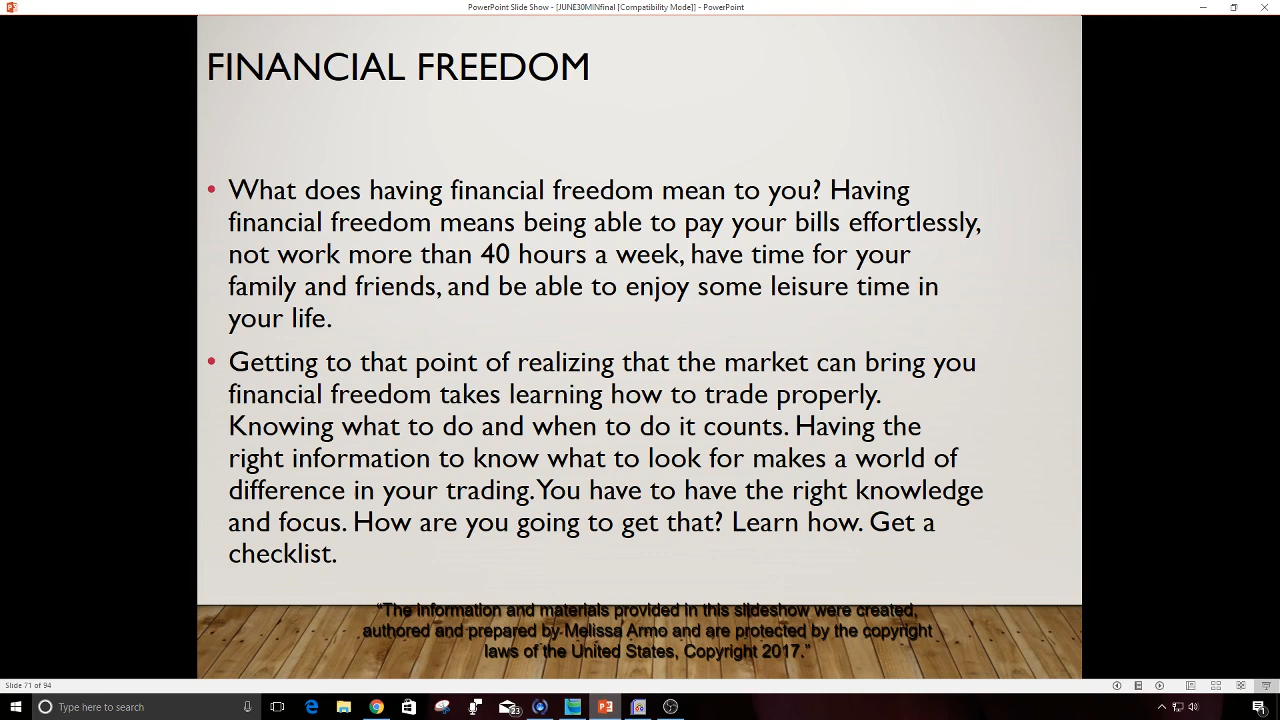 PowerPoint Slide Show - [JUNE30MINfinal [Compatibility Mode]] - PowerPoint
FINANCIAL FREEDOM
• What does having financial freedom mean to you? Having
financial freedom means being able to pay your bills effortlessly,
not work more than 40 hours a week, have time for your
family and friends, and be able to enjoy some leisure time in
your life.
• Getting to that point of realizing that the market can bring you
financial freedom takes learning how to trade properly.
Knowing what to do and when to do it counts. Having the
right information to know what to look for makes a world of
difference in your trading. You have to have the right knowledge
and focus. How are you going to get that? Learn how. Get a
checklist.
"The information and materials provided in this slideshow were created,
authored and prepared by Melissa Armo and are protected by the copyright
laws of the United States, Copyright 2017."
Slide 71 of 94
Type here to search
23
1